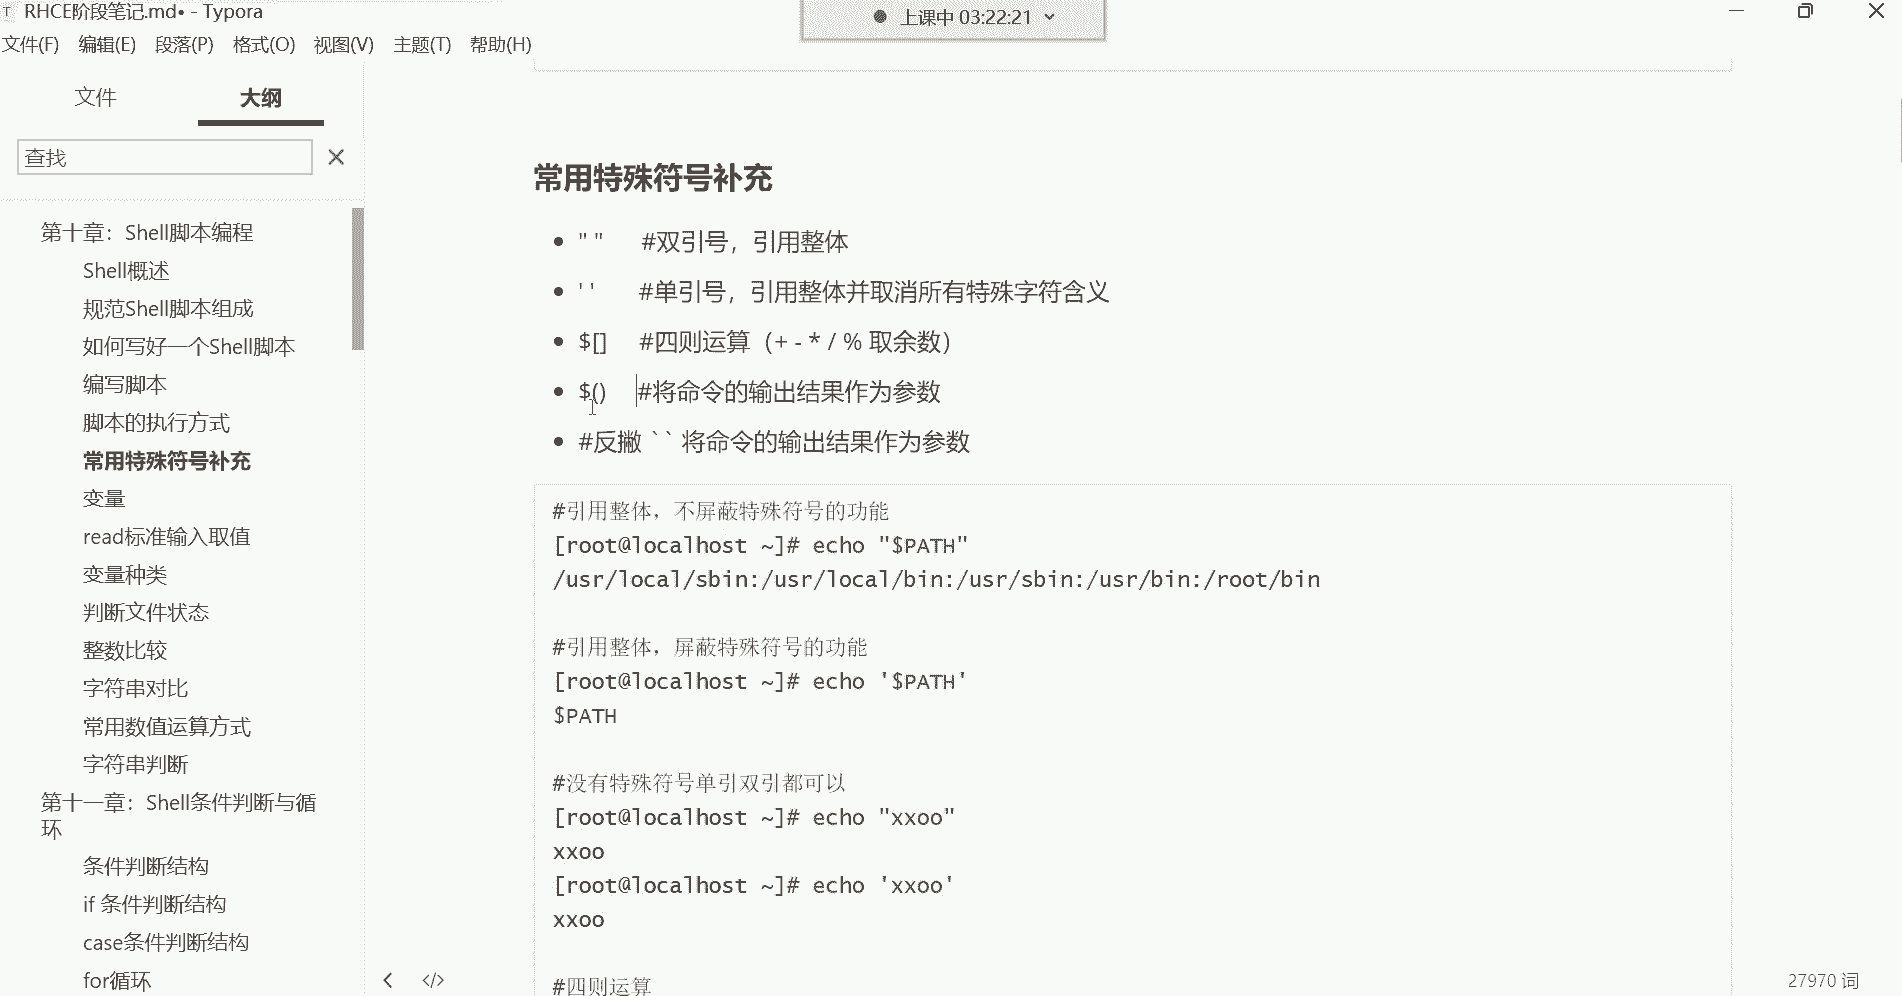 RHCE阶段笔记.md• - Typora
上课中 03:22:21
文件(F) 编辑(E) 段落(P) 格式(O) 视图(V) 主题(T) 帮助(H)
文件 大纲
查找
第十章：Shell脚本编程
Shell概述
规范Shell脚本组成
如何写好一个Shell脚本
编写脚本
脚本的执行方式
常用特殊符号补充
变量
read标准输入取值
变量种类
判断文件状态
整数比较
字符串对比
常用数值运算方式
字符串判断
第十一章：Shell条件判断与循
环
条件判断结构
if 条件判断结构
case条件判断结构
for循环
常用特殊符号补充
• " " #双引号，引用整体
• ' ' #单引号，引用整体并取消所有特殊字符含义
• $[] #四则运算（+ - * / % 取余数）
• $() #将命令的输出结果作为参数
• #反撇 ` ` 将命令的输出结果作为参数
#引用整体，不屏蔽特殊符号的功能
[root@localhost ~]# echo "$PATH"
/usr/local/sbin:/usr/local/bin:/usr/sbin:/usr/bin:/root/bin
#引用整体，屏蔽特殊符号的功能
[root@localhost ~]# echo '$PATH'
$PATH
#没有特殊符号单引双引都可以
[root@localhost ~]# echo "xxoo"
xxoo
[root@localhost ~]# echo 'xxoo'
xxoo
#四则运算
27970 词